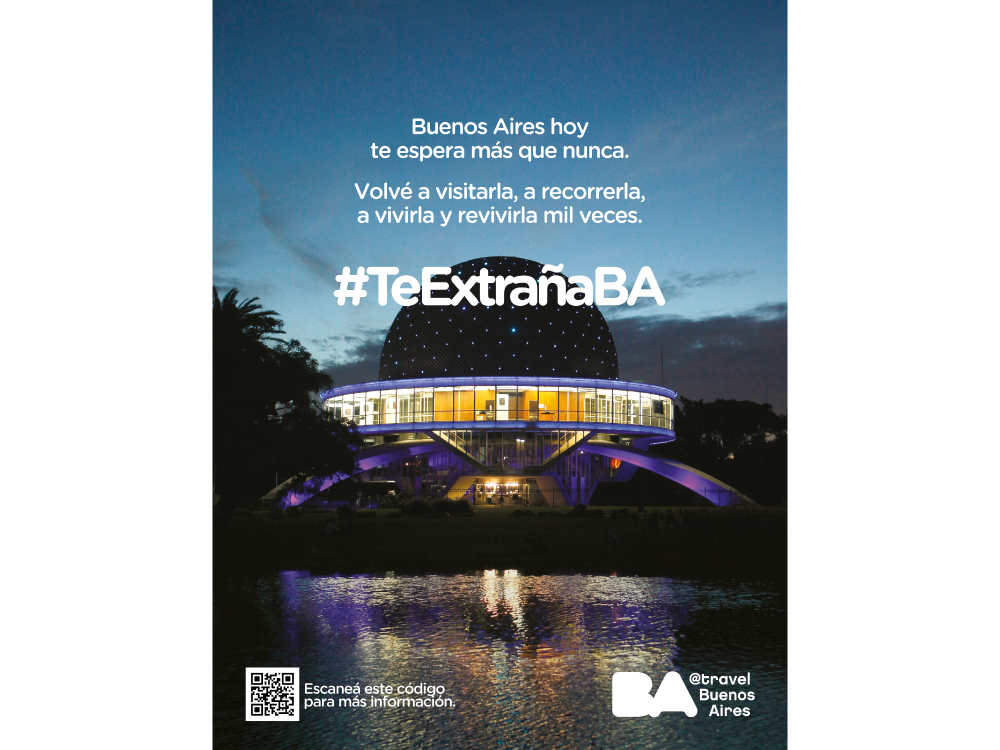 Buenos Aires hoy
te espera más que nunca.
Volvé a visitarla, a recorrerla,
a vivirla y revivirla mil veces.
#TeExtrañaBA
Escaneá este código
para más información.
BA
@travel
Buenos
Aires